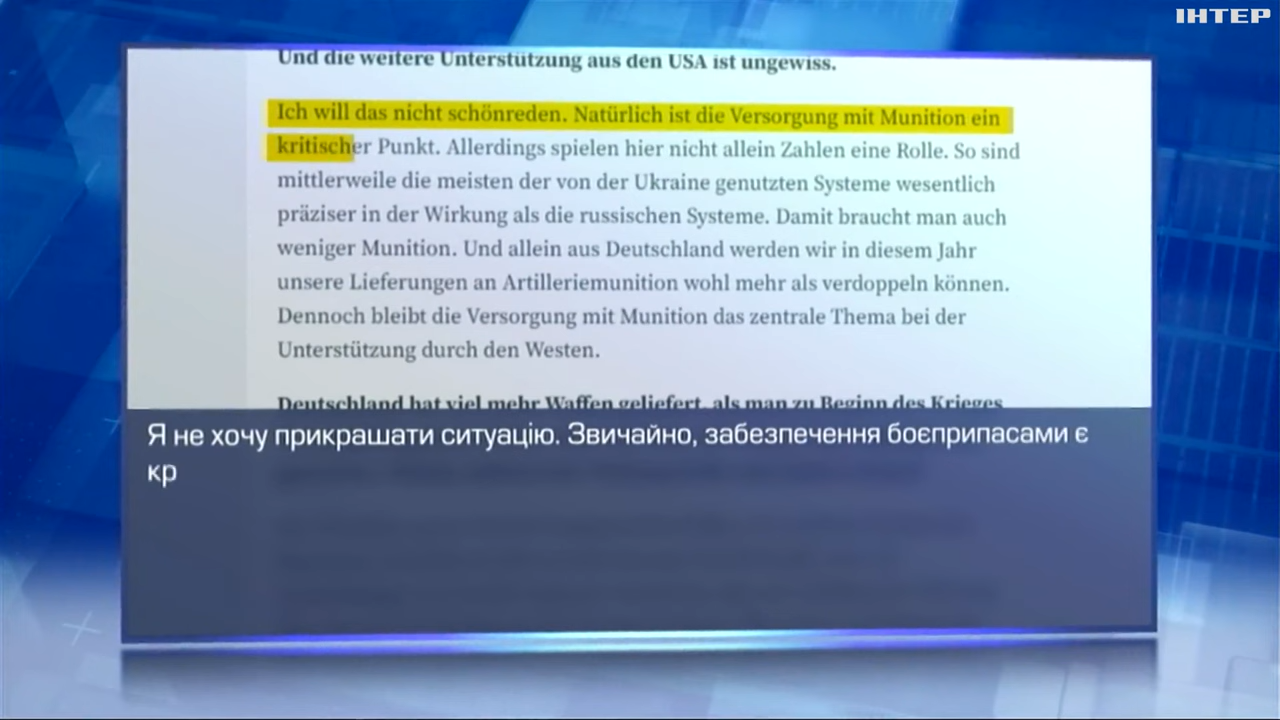 ІНТЕР
Und die weitere Unterstützung aus den USA ist ungewiss.
Ich will das nicht schönreden. Natürlich ist die Versorgung mit Munition ein
kritischer Punkt. Allerdings spielen hier nicht allein Zahlen eine Rolle. So sind
mittlerweile die meisten der von der Ukraine genutzten Systeme wesentlich
präziser in der Wirkung als die russischen Systeme. Damit braucht man auch
weniger Munition. Und allein aus Deutschland werden wir in diesem Jahr
unsere Lieferungen an Artilleriemunition wohl mehr als verdoppeln können.
Dennoch bleibt die Versorgung mit Munition das zentrale Thema bei der
Unterstützung durch den Westen.
Deutschland hat viel mehr Waffen geliefert, als man zu Beginn des Krieges
Я не хочу прикрашати ситуацію. Звичайно, забезпечення боєприпасами є
кр